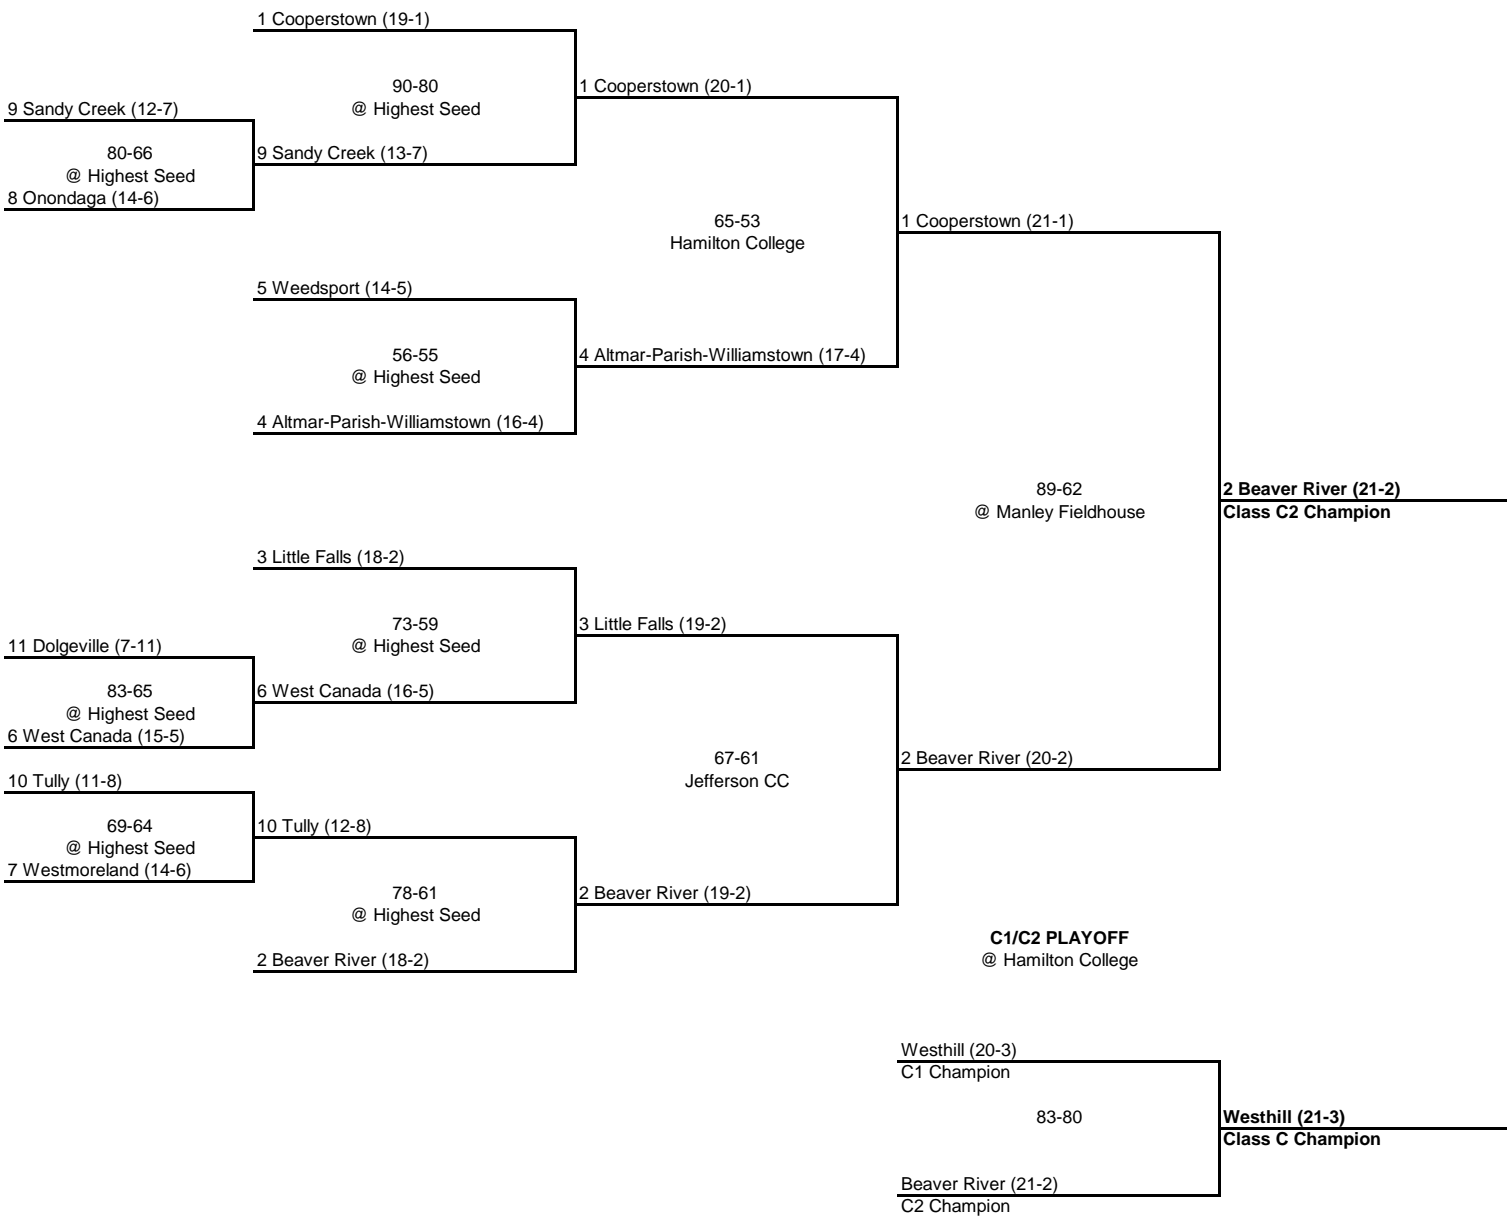 1 Cooperstown (19-1)
90-80
@ Highest Seed
1 Cooperstown (20-1)
9 Sandy Creek (12-7)
80-66
@ Highest Seed
9 Sandy Creek (13-7)
8 Onondaga (14-6)
65-53
Hamilton College
1 Cooperstown (21-1)
5 Weedsport (14-5)
56-55
@ Highest Seed
4 Altmar-Parish-Williamstown (17-4)
4 Altmar-Parish-Williamstown (16-4)
89-62
@ Manley Fieldhouse
2 Beaver River (21-2)
Class C2 Champion
3 Little Falls (18-2)
73-59
@ Highest Seed
3 Little Falls (19-2)
11 Dolgeville (7-11)
83-65
@ Highest Seed
6 West Canada (16-5)
6 West Canada (15-5)
67-61
Jefferson CC
2 Beaver River (20-2)
10 Tully (11-8)
69-64
@ Highest Seed
10 Tully (12-8)
7 Westmoreland (14-6)
78-61
@ Highest Seed
2 Beaver River (19-2)
2 Beaver River (18-2)
C1/C2 PLAYOFF
@ Hamilton College
Westhill (20-3)
C1 Champion
83-80
Westhill (21-3)
Class C Champion
Beaver River (21-2)
C2 Champion